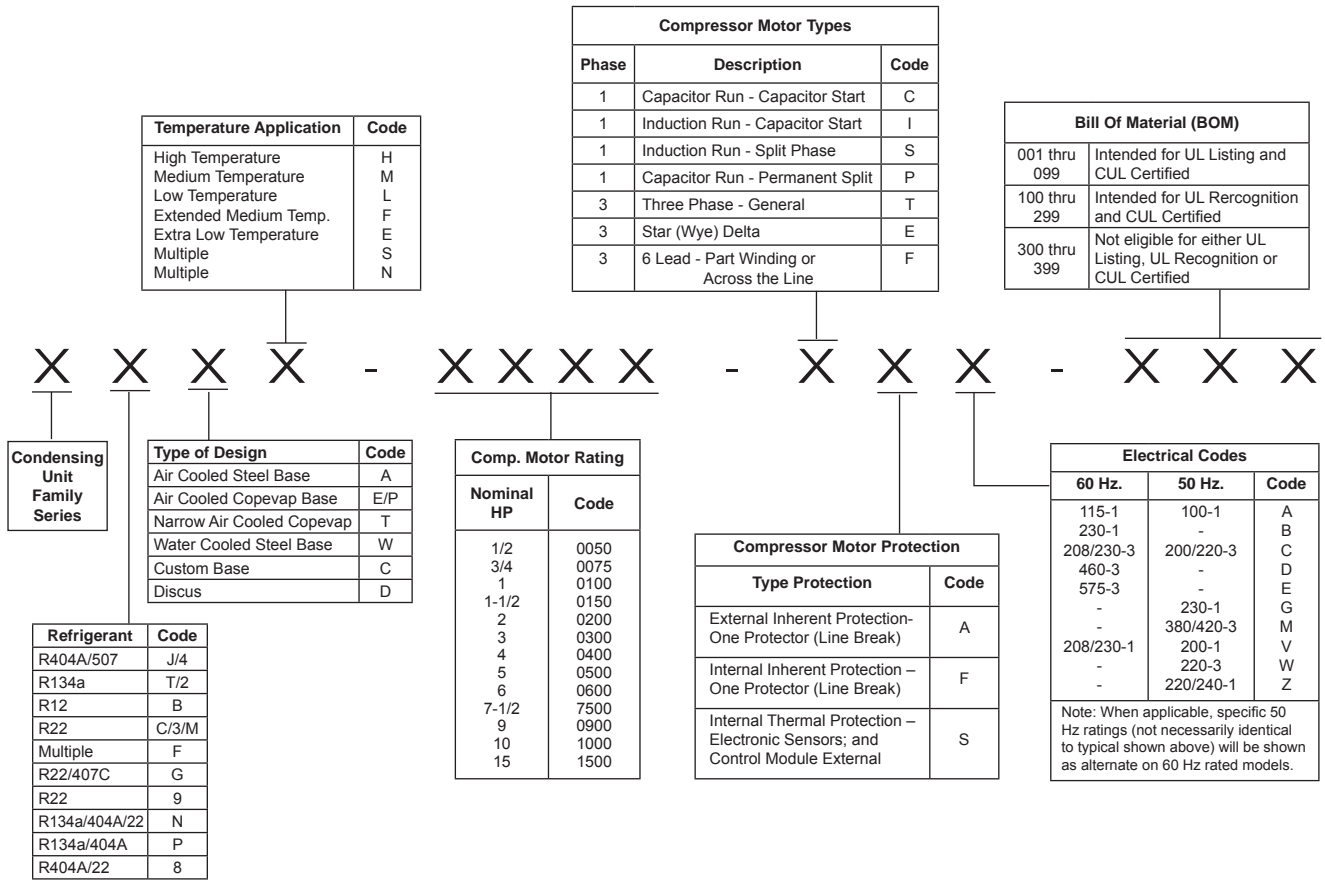 Compressor Motor Types
Phase Description Code
1 Capacitor Run - Capacitor Start C
1 Induction Run - Capacitor Start I
1 Induction Run - Split Phase S
1 Capacitor Run - Permanent Split P
3 Three Phase - General T
3 Star (Wye) Delta E
3 6 Lead - Part Winding or F
Across the Line
Temperature Application Code
High Temperature H
Medium Temperature M
Low Temperature L
Extended Medium Temp. F
Extra Low Temperature E
Multiple S
Multiple N
Bill Of Material (BOM)
001 thru Intended for UL Listing and
099 CUL Certified
100 thru Intended for UL Rercognition
299 and CUL Certified
300 thru Not eligible for either UL
399 Listing, UL Recognition or
CUL Certified
X X X X - X X X X - X X X - X X X
Condensing
Unit
Family
Series
Type of Design Code
Air Cooled Steel Base A
Air Cooled Copevap Base E/P
Narrow Air Cooled Copevap T
Water Cooled Steel Base W
Custom Base C
Discus D
Refrigerant Code
R404A/507 J/4
R134a T/2
R12 B
R22 C/3/M
Multiple F
R22/407C G
R22 9
R134a/404A/22 N
R134a/404A P
R404A/22 8
Comp. Motor Rating
Nominal Code
HP
1/2 0050
3/4 0075
1 0100
1-1/2 0150
2 0200
3 0300
4 0400
5 0500
6 0600
7-1/2 7500
9 0900
10 1000
15 1500
Compressor Motor Protection
Type Protection Code
External Inherent Protection- A
One Protector (Line Break)
Internal Inherent Protection – F
One Protector (Line Break)
Internal Thermal Protection – S
Electronic Sensors; and
Control Module External
Electrical Codes
60 Hz. 50 Hz. Code
115-1 100-1 A
230-1 - B
208/230-3 200/220-3 C
460-3 - D
575-3 - E
- 230-1 G
- 380/420-3 M
208/230-1 200-1 V
- 220-3 W
- 220/240-1 Z
Note: When applicable, specific 50
Hz ratings (not necessarily identical
to typical shown above) will be shown
as alternate on 60 Hz rated models.